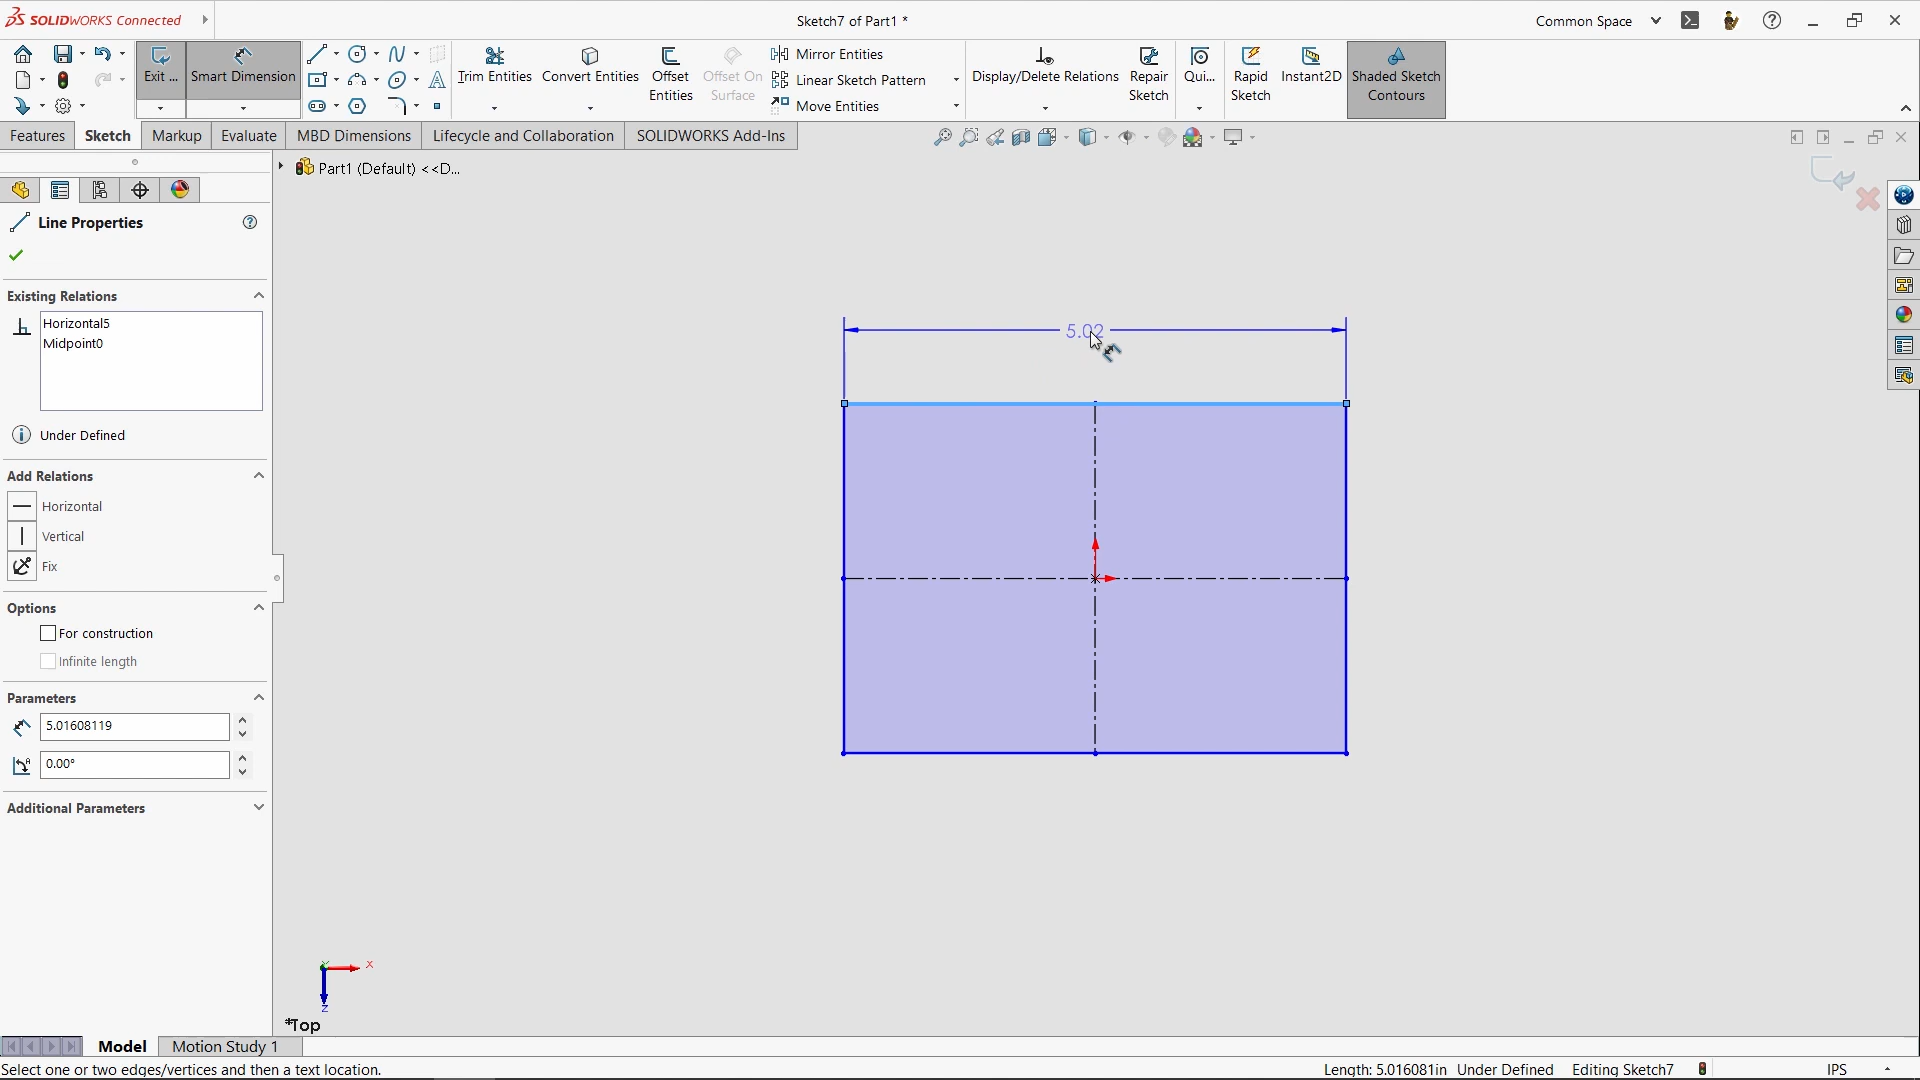 SOLIDWORKS Connected
Sketch7 of Part1 *
Common Space
Exit ...
Smart Dimension
Trim Entities
Convert Entities
Offset
Entities
Offset On
Surface
Mirror Entities
Linear Sketch Pattern
Move Entities
Display/Delete Relations
Repair
Sketch
Qui...
Rapid
Sketch
Instant2D
Shaded Sketch
Contours
Features
Sketch
Markup
Evaluate
MBD Dimensions
Lifecycle and Collaboration
SOLIDWORKS Add-Ins
Part1 (Default) <<D...
Line Properties
Existing Relations
Horizontal5
Midpoint0
Under Defined
Add Relations
Horizontal
Vertical
Fix
Options
For construction
Infinite length
Parameters
5.01608119
0.00°
Additional Parameters
5.02
X
Y
Z
*Top
Model
Motion Study 1
Select one or two edges/vertices and then a text location.
Length: 5.016081in
Under Defined
Editing Sketch7
IPS